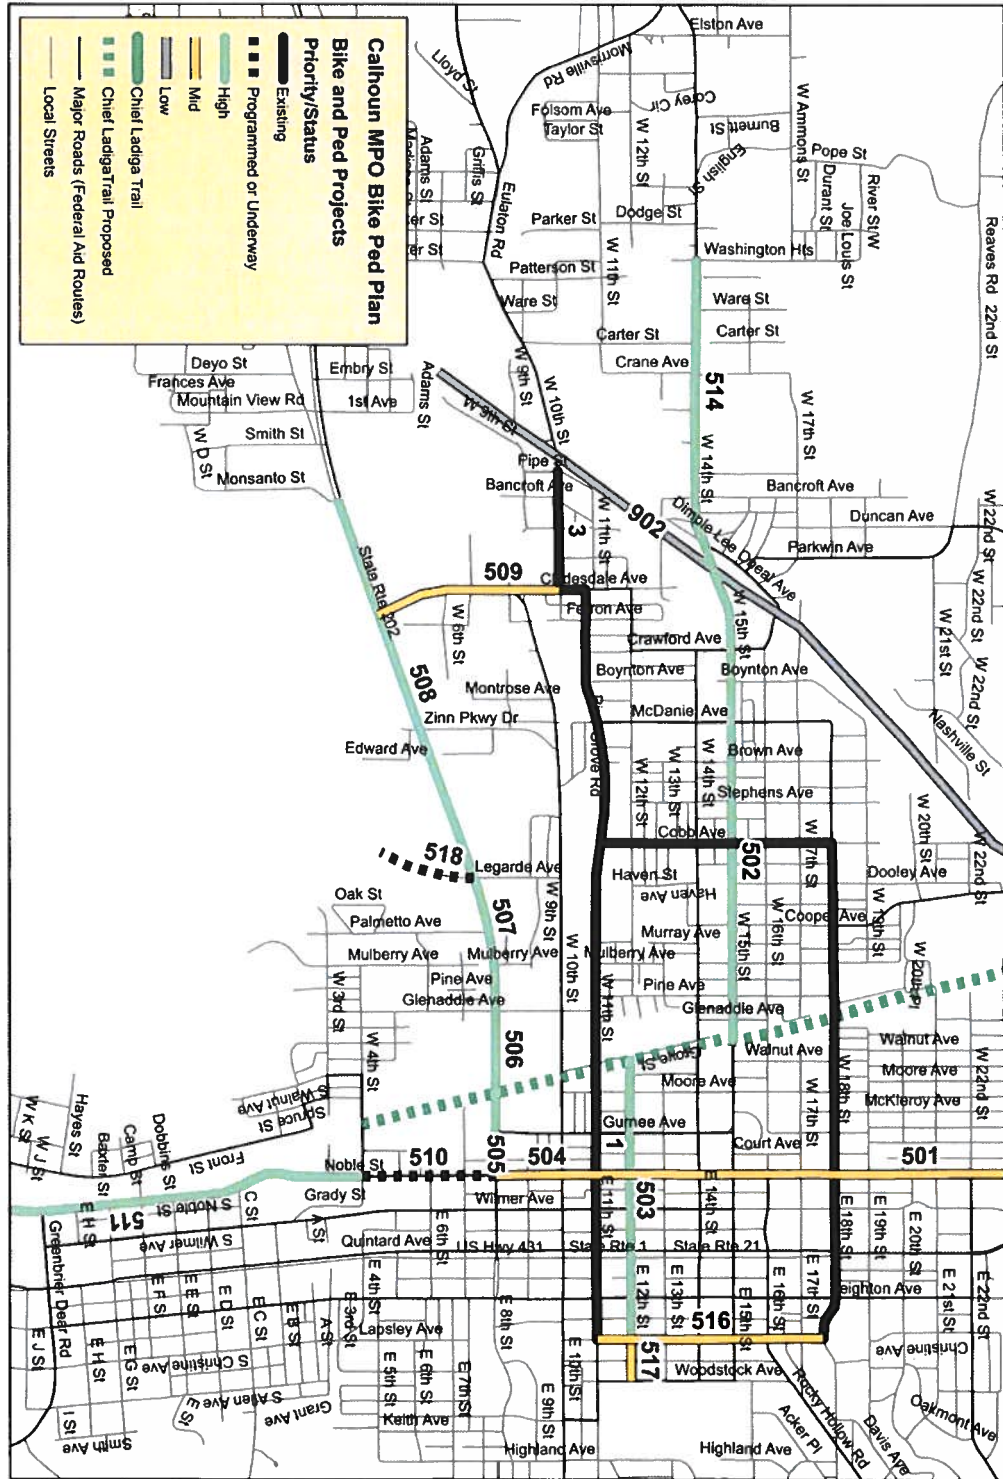 Calhoun MPO Bike Ped Plan
Bike and Ped Projects
Priority/Status
Existing
Programmed or Underway
High
Mid
Low
Chief Ladiga Trail
Chief LadigaTrail Proposed
Major Roads (Federal Aid Routes)
Local Streets
Elston Ave
Morrisville Rd
Lloyd St
Corey Cir
W Ammons St
Folsom Ave
Taylor St
W 12th St
Burnett St
English St
Pope St
Durant St
River St/W
Joe Louis St
Reaves Rd
22nd St
Adams St
Griffis St
Eulaton Rd
Parker St
Dodge St
W 11th St
Washington Hts
Patterson St
Ware St
Ware St
Carter St
Carter St
Crane Ave
514
Deyo St
Frances Ave
Mountain View Rd
Embry St
1st Ave
Adams St
W 9th St
W 9th St
W 10th St
W 17th St
W 14th St
Smith St
W D St
Monsanto St
Pipe St
Bancroft Ave
Bancroft Ave
3
W 11th St
902
Dimple Lee Doeal Ave
Duncan Ave
Parkwin Ave
W 22nd St
State Rte 202
509
Ferron Ave
W 6th St
W 15th St
Crawford Ave
W 21st St
W 22nd St
W 22nd St
508
Montrose Ave
Boynton Ave
Boynton Ave
Zinn Pkwy Dr
McDaniel Ave
Nashville St
Edward Ave
Brown Ave
W 12th St
W 13th St
W 14th St
Stephens Ave
Cobb Ave
W 20th St
W 22nd St
518
Legarde Ave
502
Haven St
Haven Ave
Dooley Ave
Oak St
507
W 9th St
Palmetto Ave
Murray Ave
W 15th St
W 16th St
W 19th St
Mulberry Ave
Mulberry Ave
Mulberry Ave
W 10th St
W 20th Pl
Pine Ave
Pine Ave
Glenaddie Ave
Glenaddie Ave
W 3rd St
W 11th St
506
W 4th St
Grove St
Walnut Ave
Walnut Ave
Moore Ave
Moore Ave
W 22nd St
McKleroy Ave
W 18th St
W 17th St
S Walnut Ave
Spruce St
W K St
W J St
Hayes St
Baxter St
Camp St
Dobbins St
Front St
Gurnee Ave
Court Ave
Noble St
510
505
504
1
501
Grady St
Wilmer Ave
E 11th St
503
E 14th St
511
S Noble St
C St
A St
S Wilmer Ave
E H St
Quintard Ave
E 6th St
US Hwy 431
State Rte 1
State Rte 21
E 18th St
E 19th St
E 20th St
Greenbrier Dear Rd
E F St
E E St
E D St
E C St
E B St
A St
E 3rd St
E 4th St
E 8th St
E 12th St
E 13th St
E 15th St
E 16th St
E 17th St
E 21st St
E 22nd St
516
517
Lapsley Ave
E J St
E H St
E G St
S Christine Ave
Christine Ave
E 5th St
E 6th St
E 7th St
E 10th St
Woodstock Ave
S Allen Ave
E St
Grant Ave
Keith Ave
E 9th St
Rocky Hollow Rd
Acker Pl
Davis Ave
Oakmont Ave
I St
Smith Ave
Highland Ave
Highland Ave